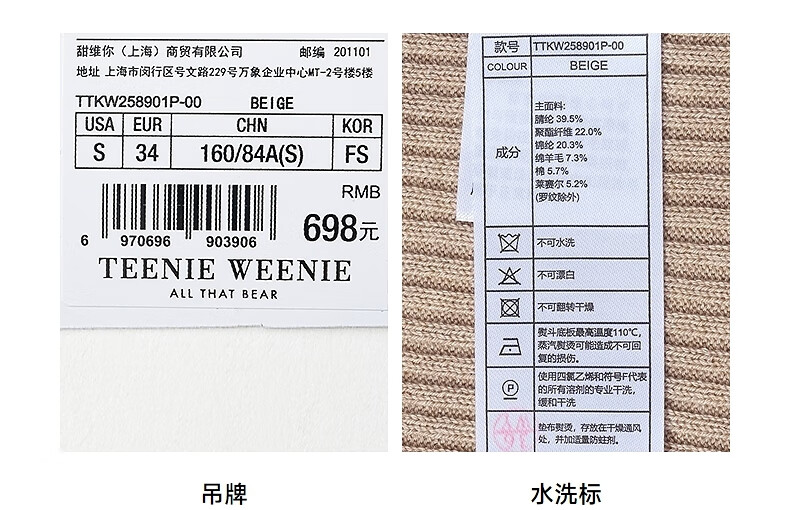 甜维你（上海）商贸有限公司 邮编 201101
地址 上海市闵行区号文路229号万象企业中心MT-2号楼5楼
TTKW258901P-00 BEIGE
USA EUR CHN KOR
S 34 160/84A(S) FS
RMB
698元
6 970696 903906
TEENIE WEENIE
ALL THAT BEAR
吊牌
款号 TTKW258901P-00
COLOUR BEIGE
成分
主面料:
腈纶 39.5%
聚酯纤维 22.0%
锦纶 20.3%
绵羊毛 7.3%
棉 5.7%
莱赛尔 5.2%
(罗纹除外)
不可水洗
不可漂白
不可翻转干燥
熨斗底板最高温度110℃,
蒸汽熨烫可能造成不可回
复的损伤。
P
使用四氯乙烯和符号F代表
的所有溶剂的专业干洗，
缓和干洗
垫布熨烫，存放在干燥通风
处，并加适量防蛀剂。
水洗标